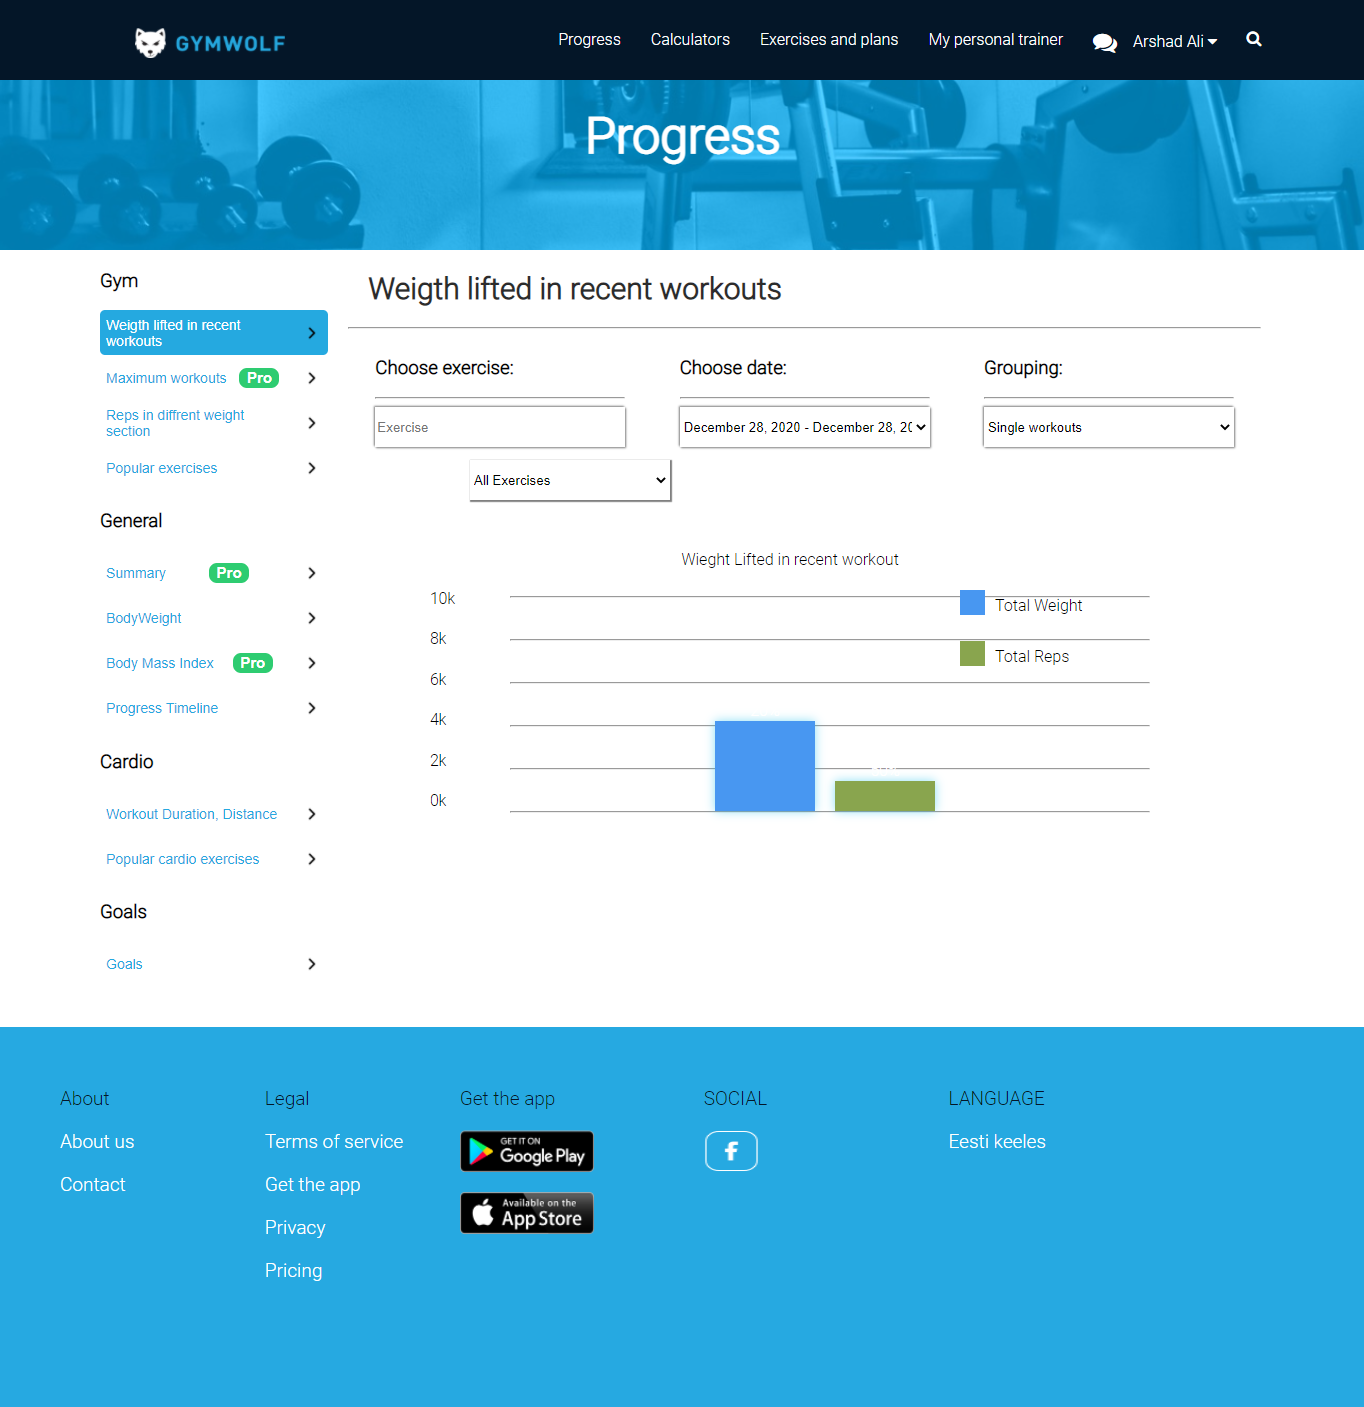 GYMWOLF
Progress
Calculators
Exercises and plans
My personal trainer
Arshad Ali
Progress
Gym
Weigth lifted in recent
workouts
Maximum workouts Pro
Reps in diffrent weight
section
Popular exercises
General
Summary Pro
BodyWeight
Body Mass Index Pro
Progress Timeline
Cardio
Workout Duration, Distance
Popular cardio exercises
Goals
Goals
Weigth lifted in recent workouts
Choose exercise:
Exercise
All Exercises
Choose date:
December 28, 2020 - December 28, 20
Grouping:
Single workouts
Wieght Lifted in recent workout
10k
8k
6k
4k
2k
0k
Total Weight
Total Reps
About
About us
Contact
Legal
Terms of service
Get the app
Privacy
Pricing
Get the app
GET IT ON
Google Play
Available on the
App Store
SOCIAL
LANGUAGE
Eesti keeles